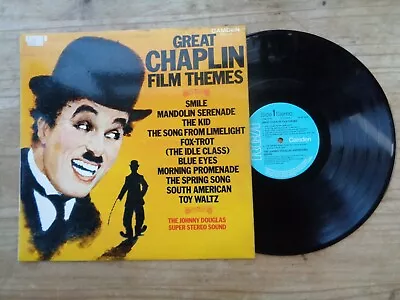 CAMDEN
GREAT
CHAPLIN
FILM THEMES
SMILE
MANDOLIN SERENADE
THE KID
THE SONG FROM LIMELIGHT
FOX-TROT
(THE IDLE CLASS)
BLUE EYES
MORNING PROMENADE
THE SPRING SONG
SOUTH AMERICAN
TOY WALTZ
THE JOHNNY DOUGLAS
SUPER STEREO SOUND
Side 1 Stereo
Camden